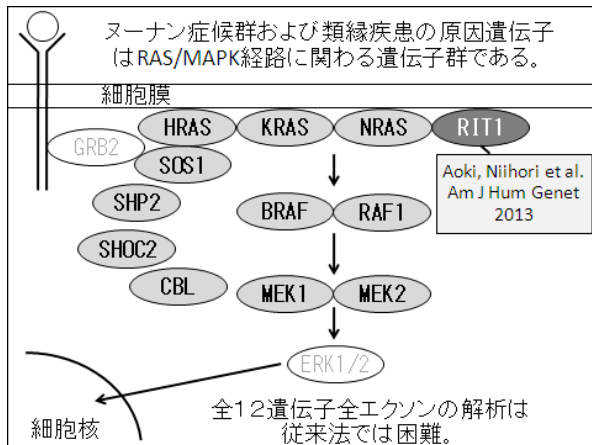 ヌーナン症候群および類縁疾患の原因遺伝子
はRAS/MAPK経路に関わる遺伝子群である。
細胞膜
HRAS
KRAS
NRAS
RIT1
GRB2
SOS1
Aoki, Niihori et al.
Am J Hum Genet
2013
SHP2
BRAF
RAF1
SHOC2
CBL
MEK1
MEK2
ERK1/2
細胞核
全12遺伝子全エクソンの解析は
従来法では困難。